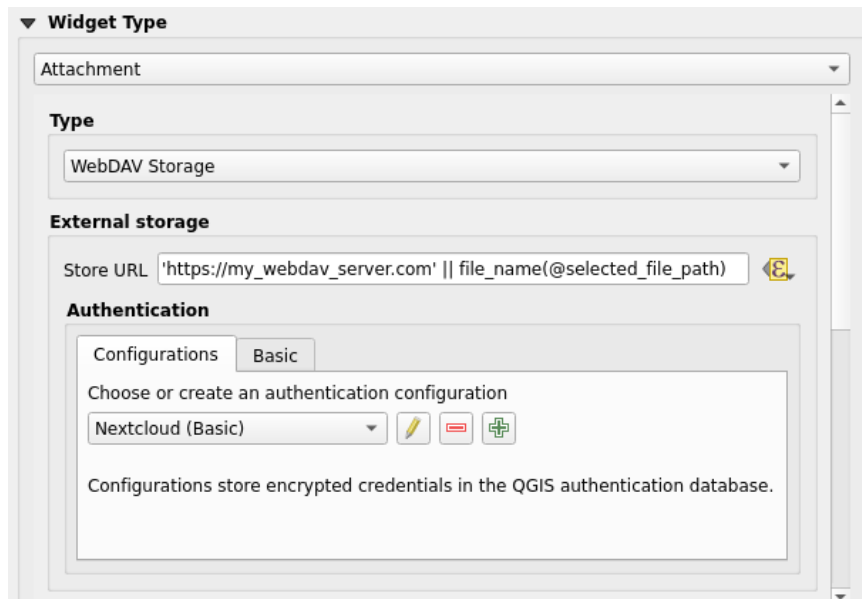 Widget Type
Attachment
Type
WebDAV Storage
External storage
Store URL 'https://my_webdav_server.com' || file_name(@selected_file_path)
Authentication
Configurations Basic
Choose or create an authentication configuration
Nextcloud (Basic)
Configurations store encrypted credentials in the QGIS authentication database.